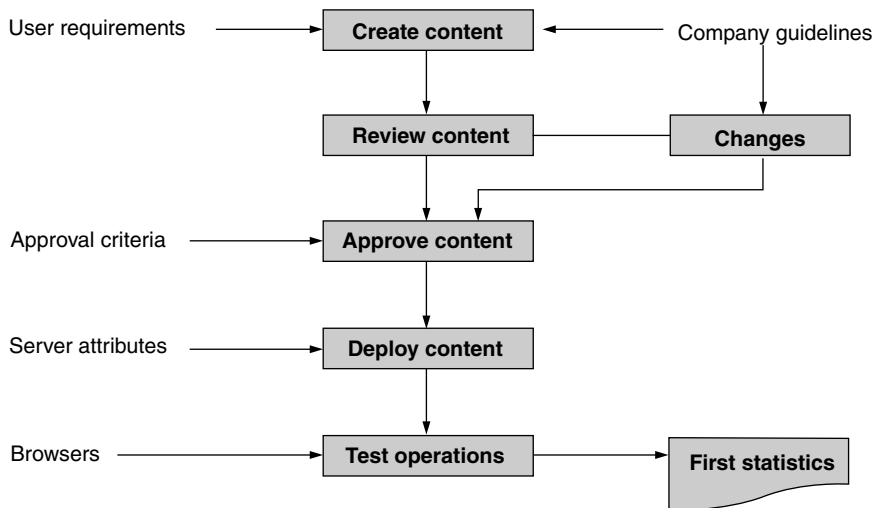 User requirements
Create content
Company guidelines
Review content
Changes
Approval criteria
Approve content
Server attributes
Deploy content
Browsers
Test operations
First statistics